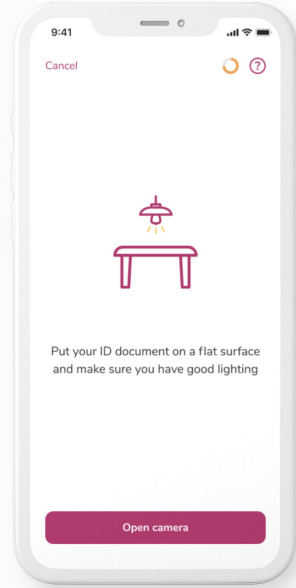 9:41
Cancel
?
Put your ID document on a flat surface
and make sure you have good lighting
Open camera